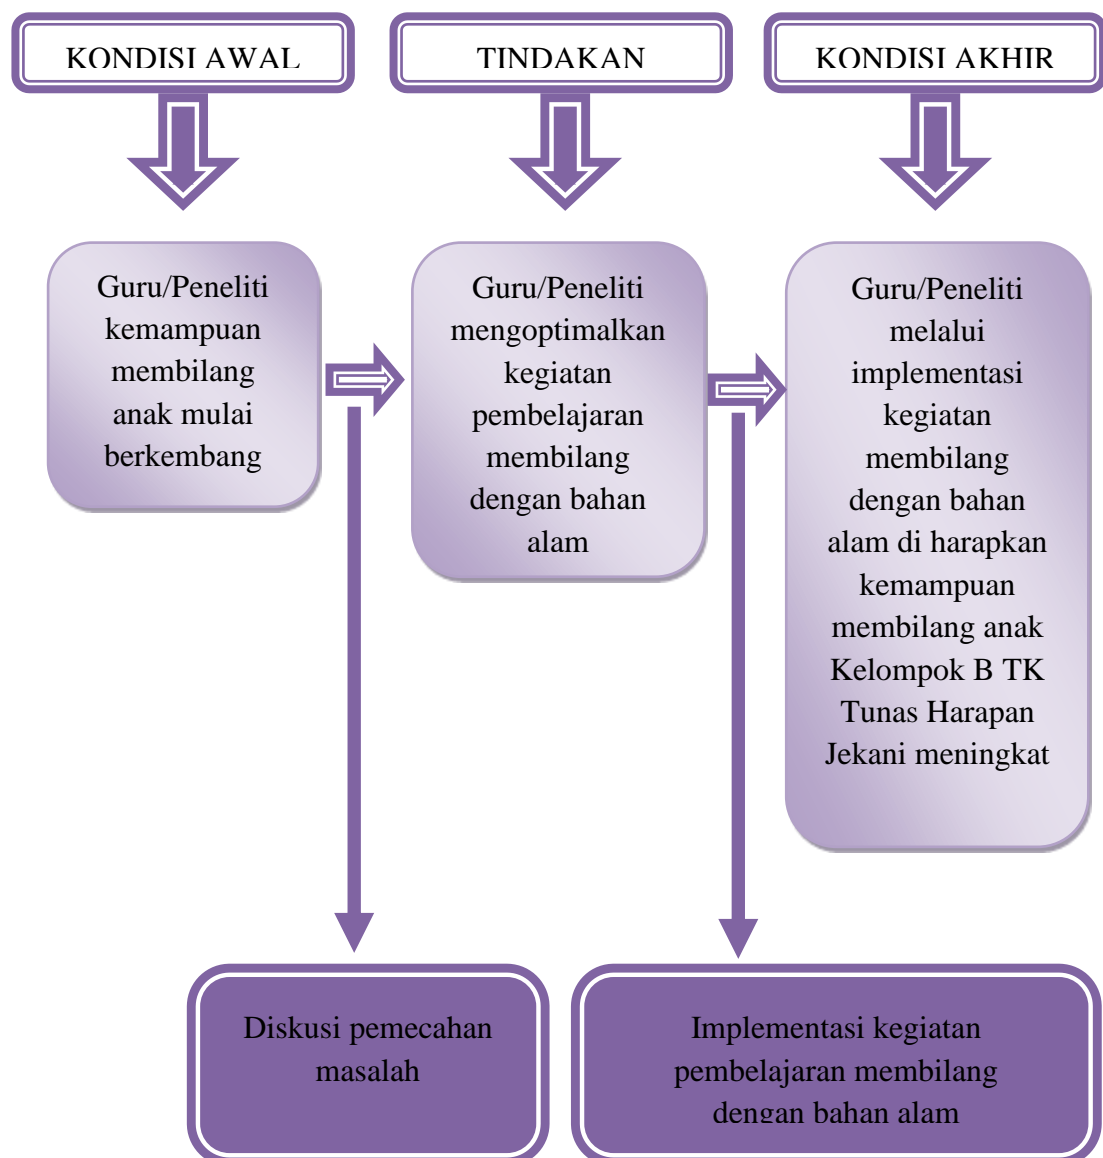 KONDISI AWAL
TINDAKAN
KONDISI AKHIR
Guru/Peneliti
kemampuan
membilang
anak mulai
berkembang
Guru/Peneliti
mengoptimalkan
kegiatan
pembelajaran
membilang
dengan bahan
alam
Guru/Peneliti
melalui
implementasi
kegiatan
membilang
dengan bahan
alam di harapkan
kemampuan
membilang anak
Kelompok B TK
Tunas Harapan
Jekani meningkat
Diskusi pemecahan
masalah
Implementasi kegiatan
pembelajaran membilang
dengan bahan alam